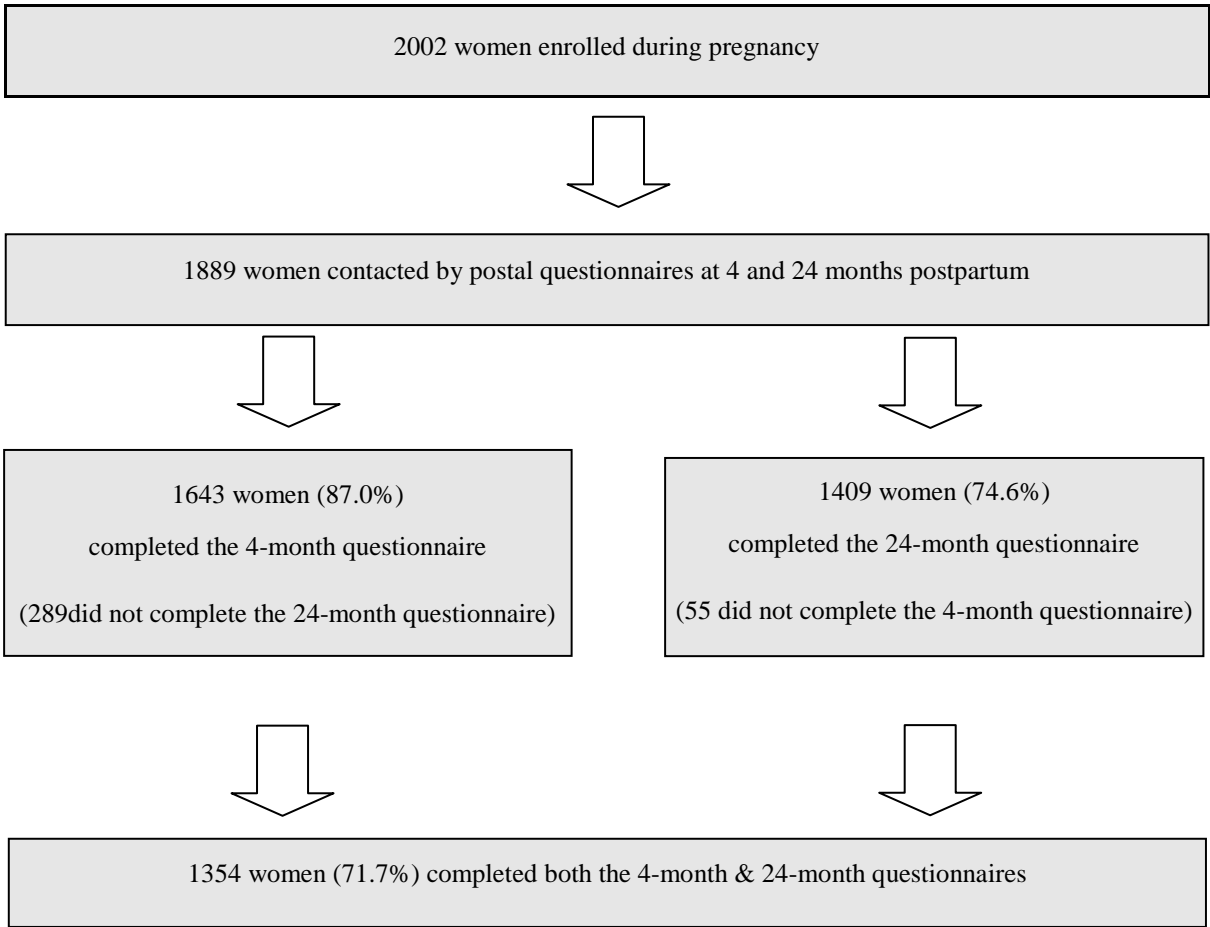 2002 women enrolled during pregnancy
1889 women contacted by postal questionnaires at 4 and 24 months postpartum
1643 women (87.0%)
completed the 4-month questionnaire
(289did not complete the 24-month questionnaire)
1409 women (74.6%)
completed the 24-month questionnaire
(55 did not complete the 4-month questionnaire)
1354 women (71.7%) completed both the 4-month & 24-month questionnaires